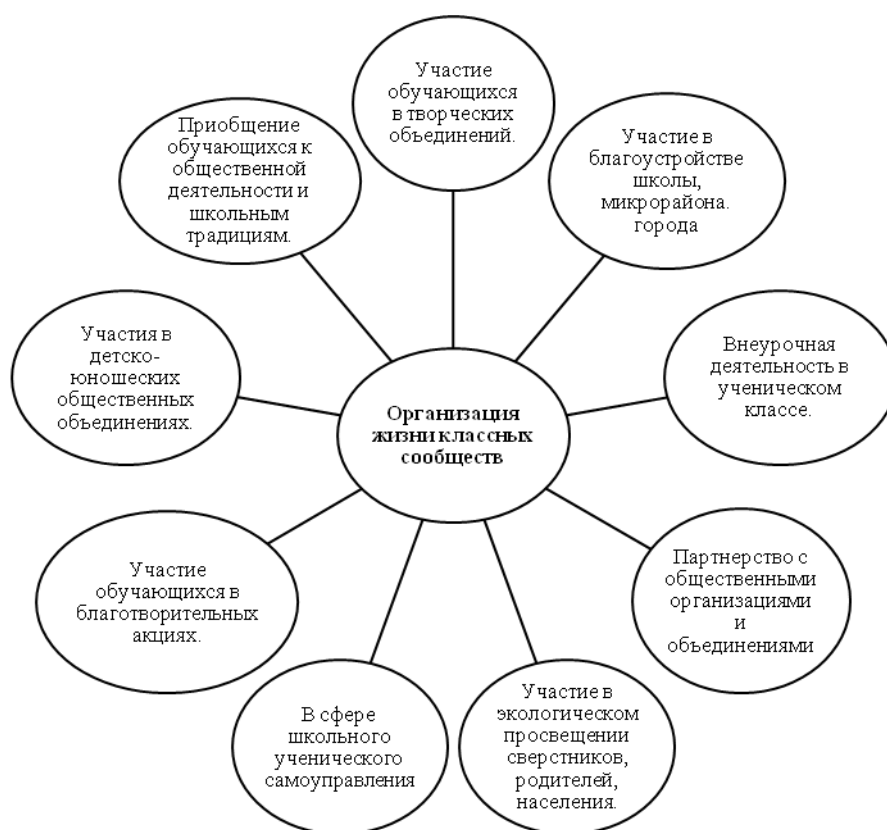 Участие
обучающихся
в творческих
объединений.
Участие в
благоустройстве
школы,
микрорайона.
города
Внеурочная
деятельность в
ученическом
классе.
Партнерство с
общественными
организациями
и
объединениями
Участие в
экологическом
просвещении
сверстников,
родителей,
населения.
В сфере
школьного
ученического
самоуправления
Участие
обучающихся в
благотворительных
акциях.
Участия в
детско-
юношеских
общественных
объединениях.
Приобщение
обучающихся к
общественной
деятельности и
школьным
традициям.
Организация
жизни классных
сообществ